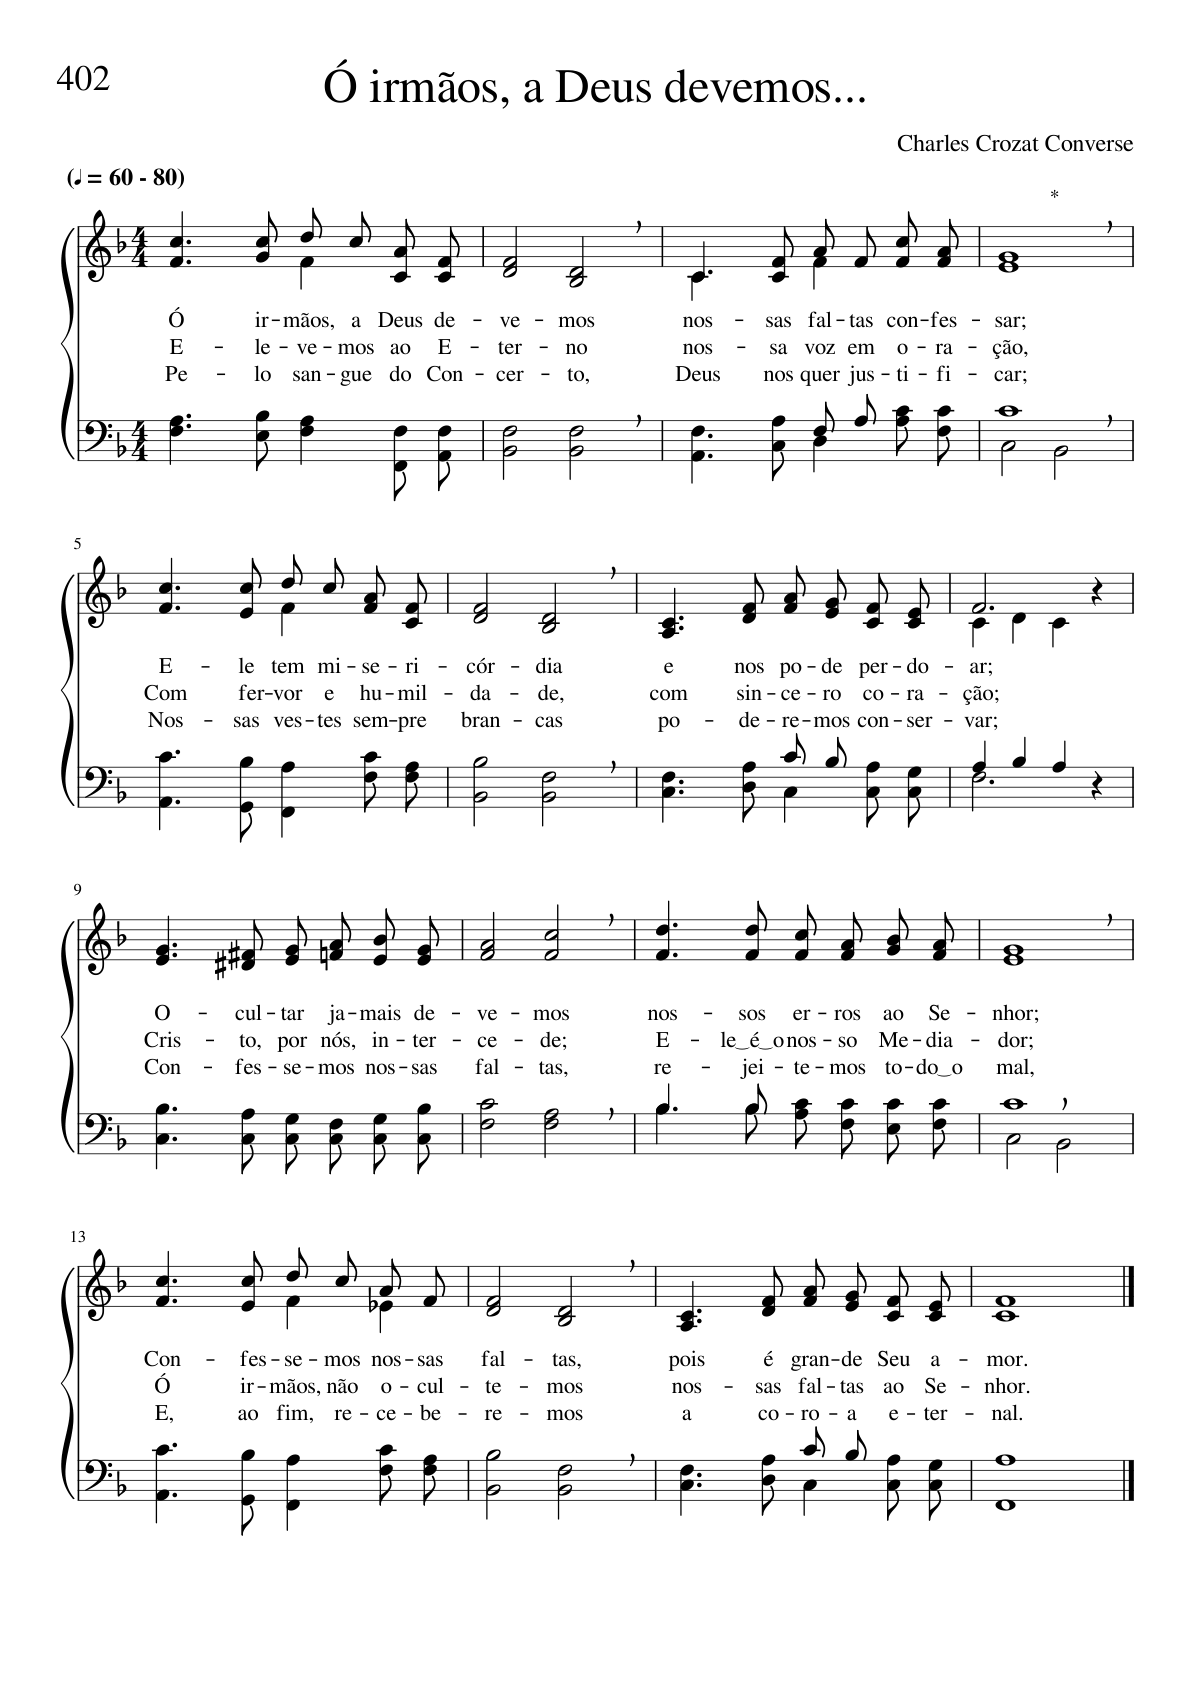 402
Ó irmãos, a Deus devemos...
Charles Crozat Converse
(♩ = 60 - 80)
*
4 4
Ó ir – mãos, a Deus de – ve – mos nos – sas fal – tas con – fes – sar;
E – le – ve – mos ao E – ter – no nos – sa voz em o – ra – ção,
Pe – lo san – gue do Con – cer – to, Deus nos quer jus – ti – fi – car;
4 4
5
E – le tem mi – se – ri – cór – dia e nos po – de per – do – ar;
Com fer – vor e hu – mil – da – de, com sin – ce – ro co – ra – ção;
Nos – sas ves – tes sem – pre bran – cas po – de – re – mos con – ser – var;
9
O – cul – tar ja – mais de – ve – mos nos – sos er – ros ao Se – nhor;
Cris – to, por nós, in – ter – ce – de; E – le‿é‿o nos – so Me – dia – dor;
Con – fes – se – mos nos – sas fal – tas, re – jei – te – mos to – do‿o mal,
13
Con – fes – se – mos nos – sas fal – tas, pois é gran – de Seu a – mor.
Ó ir – mãos, não o – cul – te – mos nos – sas fal – tas ao Se – nhor.
E, ao fim, re – ce – be – re – mos a co – ro – a e – ter – nal.